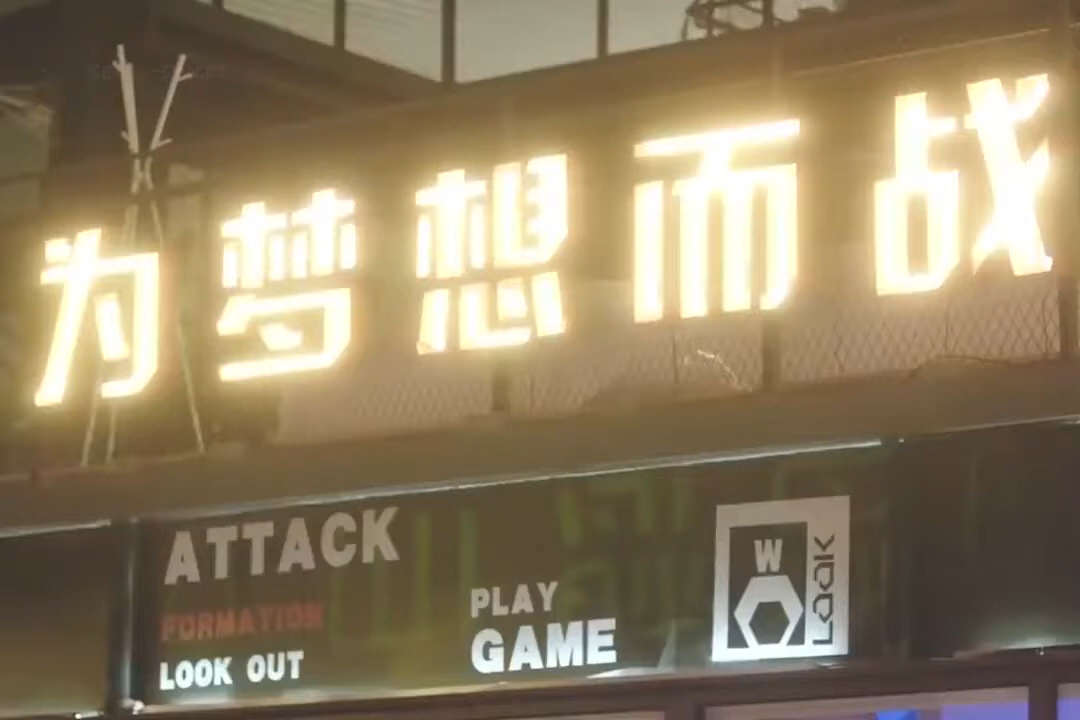 为梦想而战
ATTACK
FORMATION
LOOK OUT
PLAY
GAME
W
LOOK